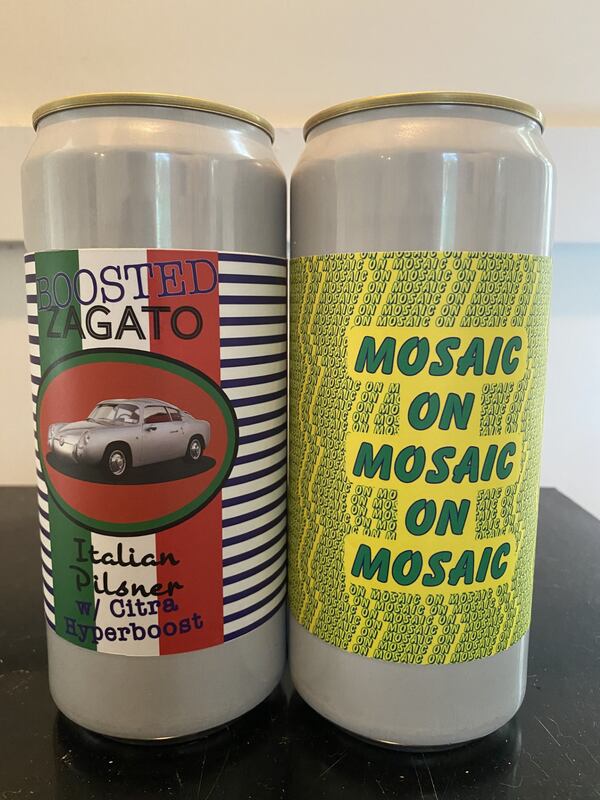 BOOSTED
ZAGATO
Italian
Pilsner
w/ Citra
Hyperboost
MOSAIC
ON
MOSAIC
ON
MOSAIC